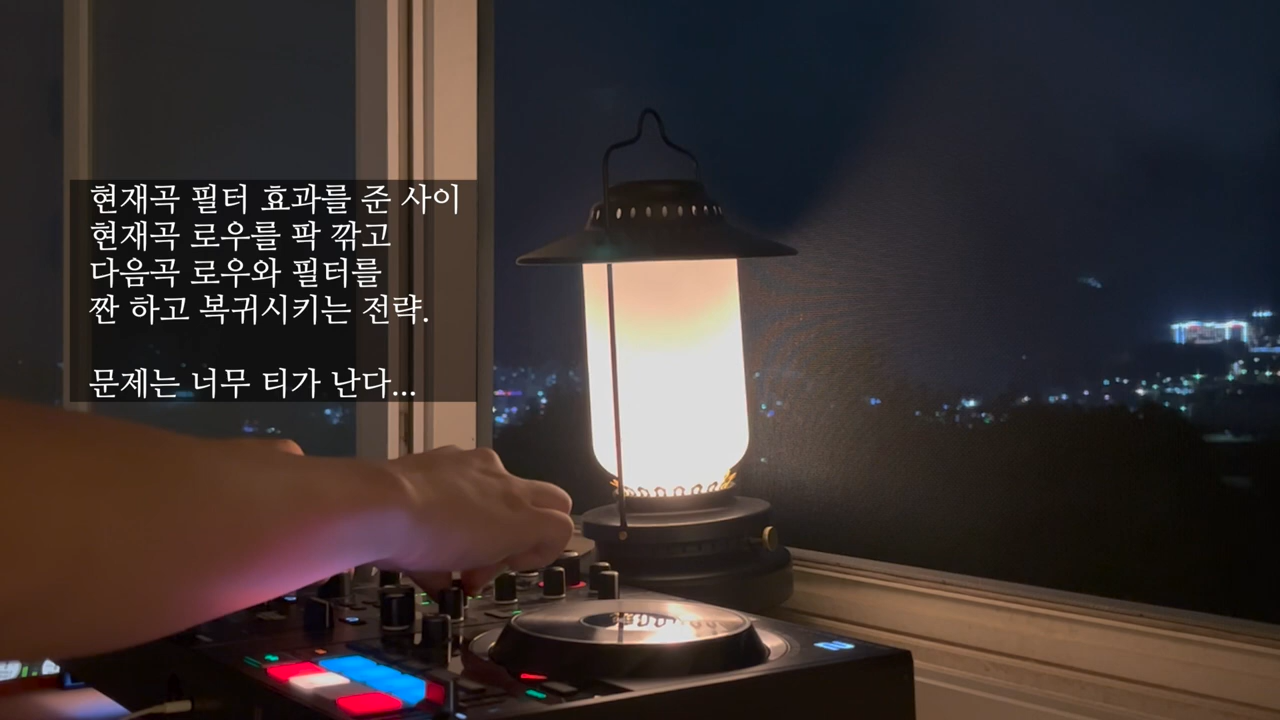 현재곡 필터 효과를 준 사이
현재곡 로우를 팍 깎고
다음곡 로우와 필터를
짠 하고 복귀시키는 전략.
문제는 너무 티가 난다...